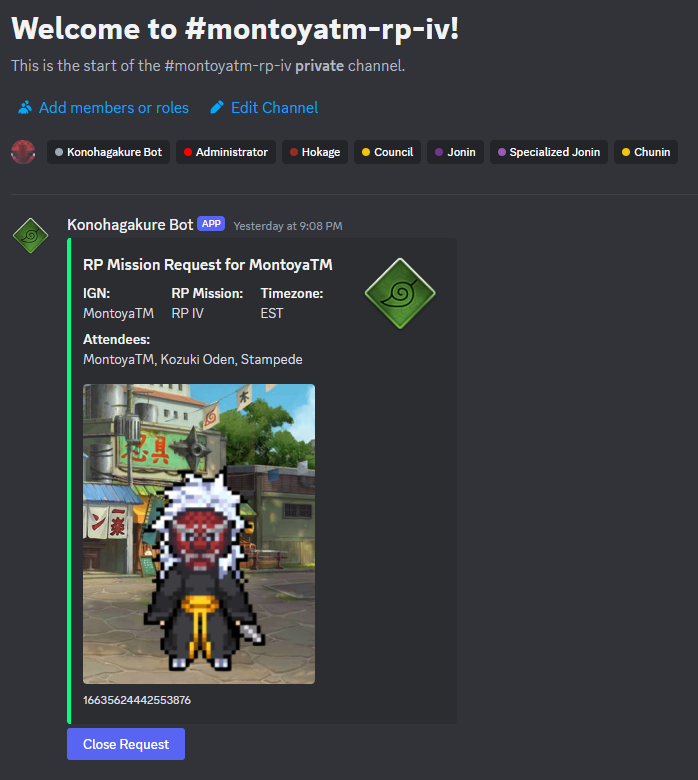 Welcome to #montoyatm-rp-iv!
This is the start of the #montoyatm-rp-iv private channel.
Add members or roles Edit Channel
Konohagakure Bot Administrator Hokage Council Jonin Specialized Jonin Chunin
Konohagakure Bot APP Yesterday at 9:08 PM
RP Mission Request for MontoyaTM
IGN: RP Mission: Timezone:
MontoyaTM RP IV EST
Attendees:
MontoyaTM, Kozuki Oden, Stampede
木
忍具
ン 一楽
16635624442553876
Close Request